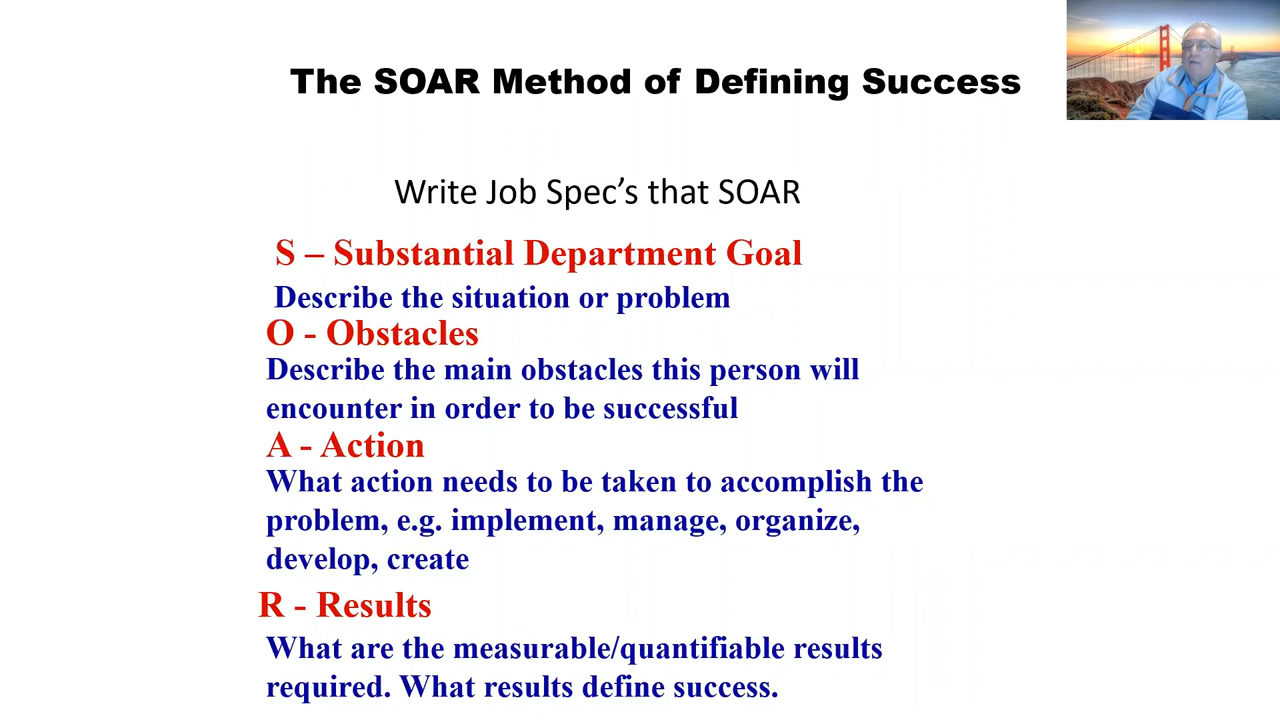 The SOAR Method of Defining Success
Write Job Spec’s that SOAR
S – Substantial Department Goal
Describe the situation or problem
O - Obstacles
Describe the main obstacles this person will
encounter in order to be successful
A - Action
What action needs to be taken to accomplish the
problem, e.g. implement, manage, organize,
develop, create
R - Results
What are the measurable/quantifiable results
required. What results define success.